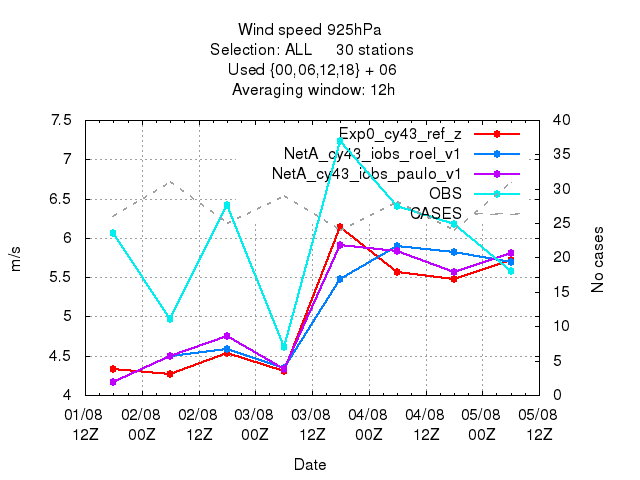 Wind speed 925hPa
Selection: ALL     30 stations
Used {00,06,12,18} + 06
Averaging window: 12h
7.5
7
6.5
6
5.5
5
4.5
4
m/s
40
35
30
25
20
15
10
5
0
No cases
Exp0_cy43_ref_z
NetA_cy43_iobs_roel_v1
NetA_cy43_iobs_paulo_v1
OBS
CASES
01/08 02/08 02/08 03/08 03/08 04/08 04/08 05/08 05/08
12Z 00Z 12Z 00Z 12Z 00Z 12Z 00Z 12Z
Date